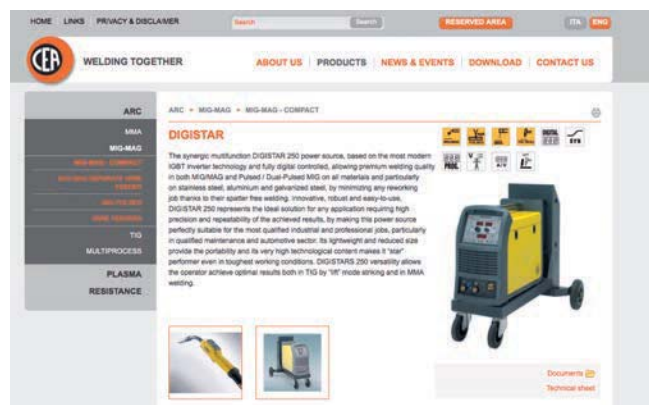 HOME LINKS PRIVACY & DISCLAIMER Search Search RESERVED AREA ITA ENG
CEA WELDING TOGETHER ABOUT US PRODUCTS NEWS & EVENTS DOWNLOAD CONTACT US
ARC
MMA
MIG-MAG
MIG-MAG - COMPACT
TIG
MULTIPROCESS
PLASMA
RESISTANCE
ARC MIG-MAG MIG-MAG - COMPACT
DIGISTAR
The synergic multifunction DIGISTAR 250 power source, based on the most modern
IGBT inverter technology and fully digital controlled, allowing premium welding quality
in both MIG/MAG and Pulsed / Dual-Pulsed MIG on all materials and particularly
on stainless steel, aluminium and galvanized steel, by minimizing any reworking
job thanks to their spatter free welding. Innovative, robust and easy-to-use,
DIGISTAR 250 represents the ideal solution for any application requiring high
precision and repeatability of the achieved results, by making this power source
perfectly suitable for the most qualified industrial and professional jobs, particularly
in qualified maintenance and automotive sector. Its lightweight and reduced size
provide the portability and its very high technological content makes it "star"
performer even in toughest working conditions. DIGISTARS 250 versatility allows
the operator achieve optimal results both in TIG by "lift" mode striking and in MMA
welding.
DIGITAL SYN
PROG. A/V
Documents
Technical sheet